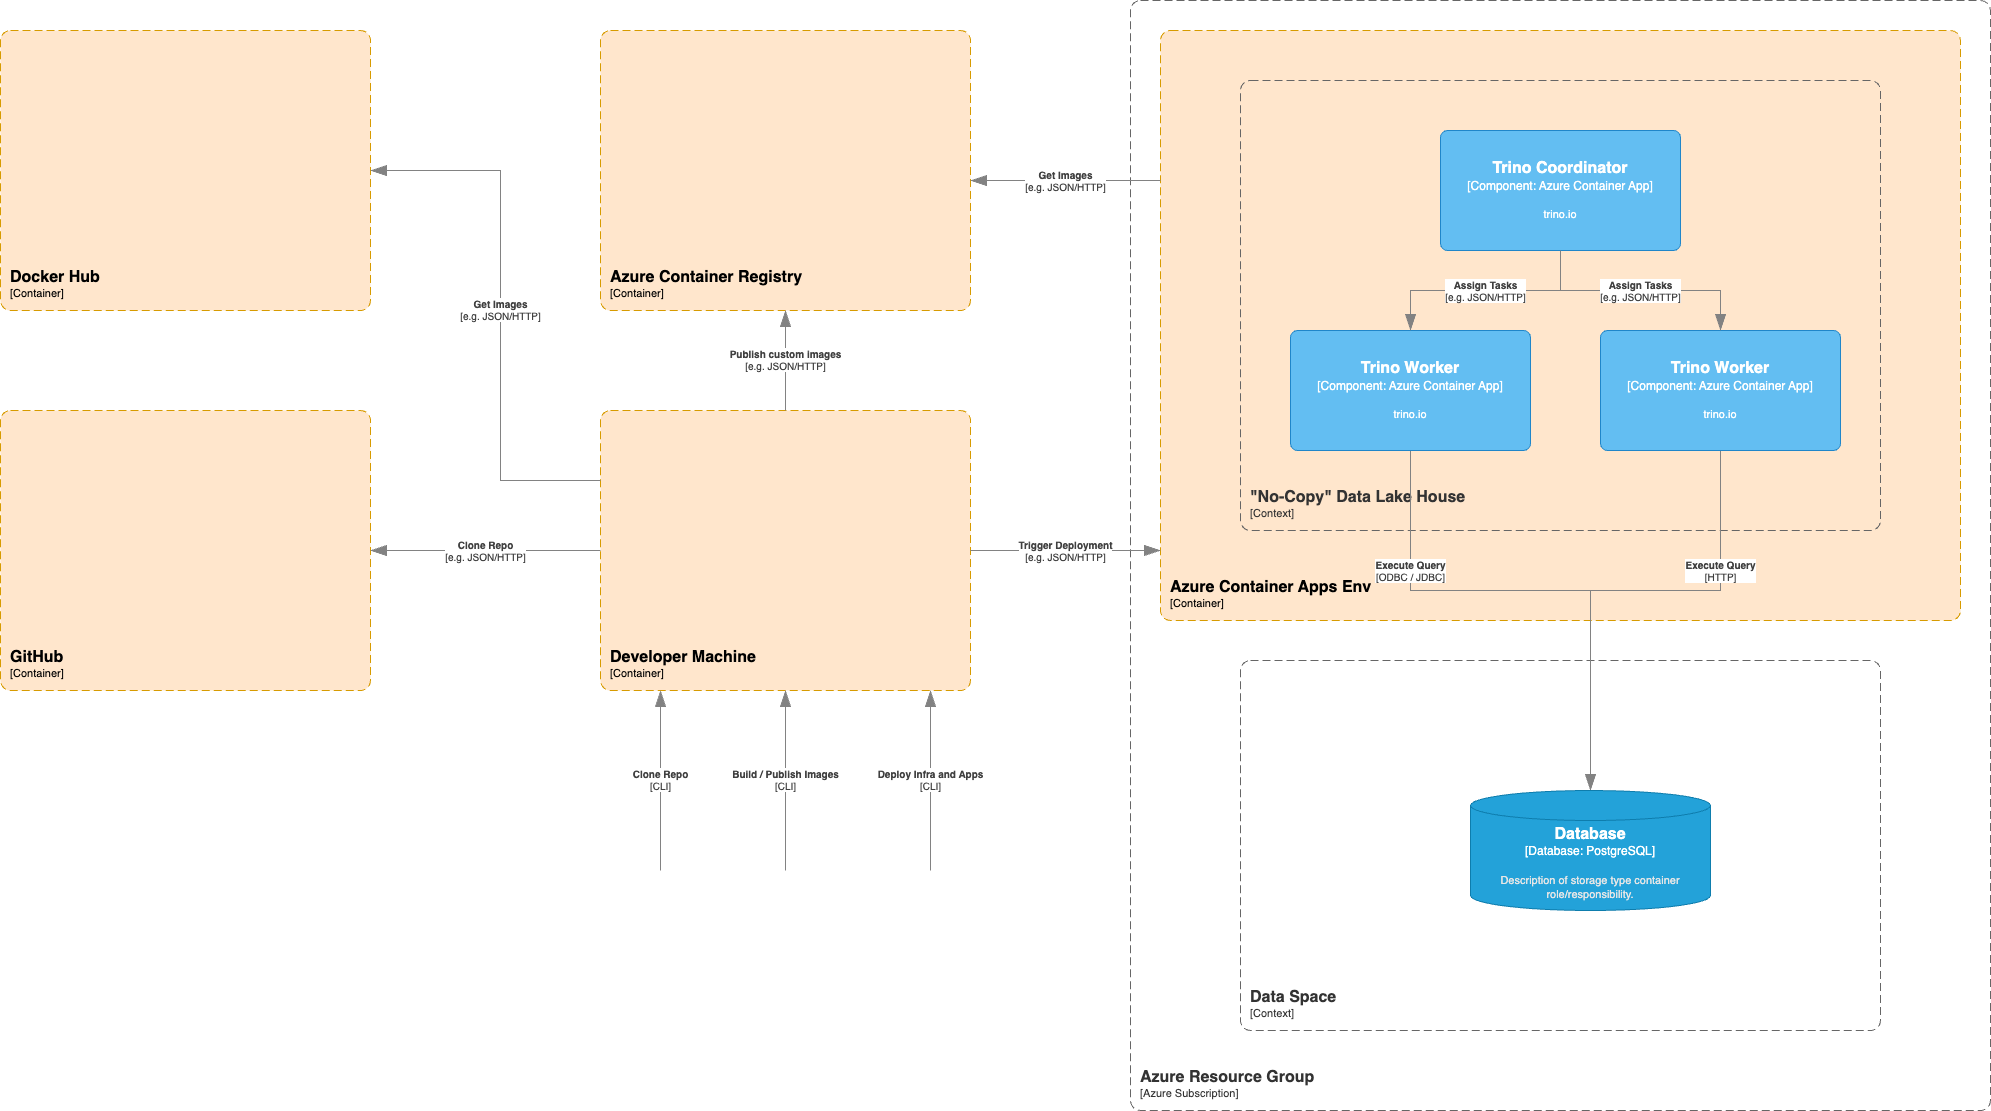 Docker Hub
[Container]
Get Images
[e.g. JSON/HTTP]
Azure Container Registry
[Container]
Publish custom images
[e.g. JSON/HTTP]
Get Images
[e.g. JSON/HTTP]
GitHub
[Container]
Clone Repo
[e.g. JSON/HTTP]
Developer Machine
[Container]
Trigger Deployment
[e.g. JSON/HTTP]
Clone Repo
[CLI]
Build / Publish Images
[CLI]
Deploy Infra and Apps
[CLI]
Trino Coordinator
[Component: Azure Container App]
trino.io
Assign Tasks
[e.g. JSON/HTTP]
Assign Tasks
[e.g. JSON/HTTP]
Trino Worker
[Component: Azure Container App]
trino.io
Trino Worker
[Component: Azure Container App]
trino.io
"No-Copy" Data Lake House
[Context]
Execute Query
[ODBC / JDBC]
Execute Query
[HTTP]
Azure Container Apps Env
[Container]
Database
[Database: PostgreSQL]
Description of storage type container
role/responsibility.
Data Space
[Context]
Azure Resource Group
[Azure Subscription]